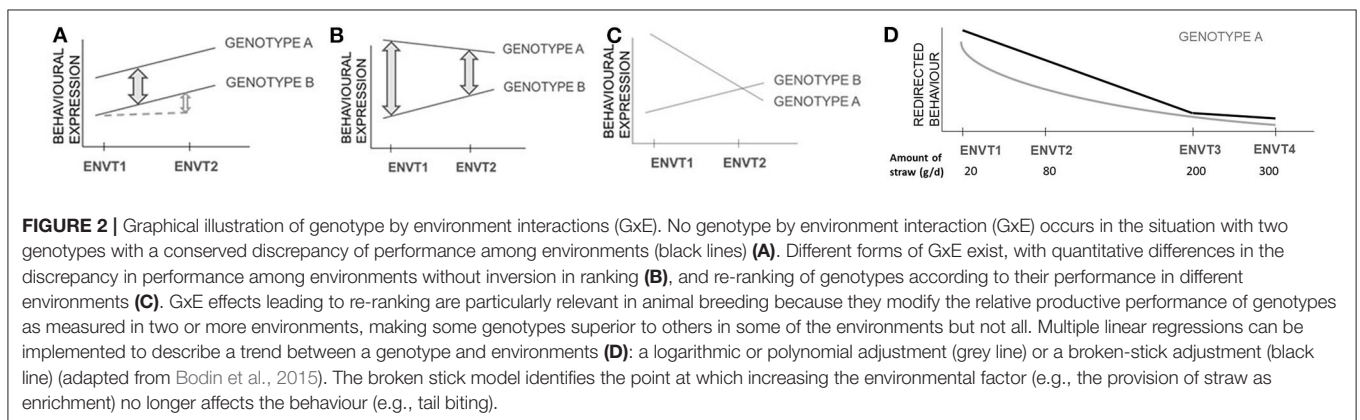 A
BEHAVIOURAL
EXPRESSION
GENOTYPE A
GENOTYPE B
ENVT1
ENVT2
B
BEHAVIOURAL
EXPRESSION
GENOTYPE A
GENOTYPE B
ENVT1
ENVT2
C
BEHAVIOURAL
EXPRESSION
GENOTYPE B
GENOTYPE A
ENVT1
ENVT2
D
REDIRECTED
BEHAVIOUR
GENOTYPE A
ENVT1
ENVT2
ENVT3
ENVT4
Amount of
straw (g/d)
20
80
200
300
FIGURE 2 | Graphical illustration of genotype by environment interactions (GxE). No genotype by environment interaction (GxE) occurs in the situation with two
genotypes with a conserved discrepancy of performance among environments (black lines) (A). Different forms of GxE exist, with quantitative differences in the
discrepancy in performance among environments without inversion in ranking (B), and re-ranking of genotypes according to their performance in different
environments (C). GxE effects leading to re-ranking are particularly relevant in animal breeding because they modify the relative productive performance of genotypes
as measured in two or more environments, making some genotypes superior to others in some of the environments but not all. Multiple linear regressions can be
implemented to describe a trend between a genotype and environments (D): a logarithmic or polynomial adjustment (grey line) or a broken-stick adjustment (black
line) (adapted from Bodin et al., 2015). The broken stick model identifies the point at which increasing the environmental factor (e.g., the provision of straw as
enrichment) no longer affects the behaviour (e.g., tail biting).